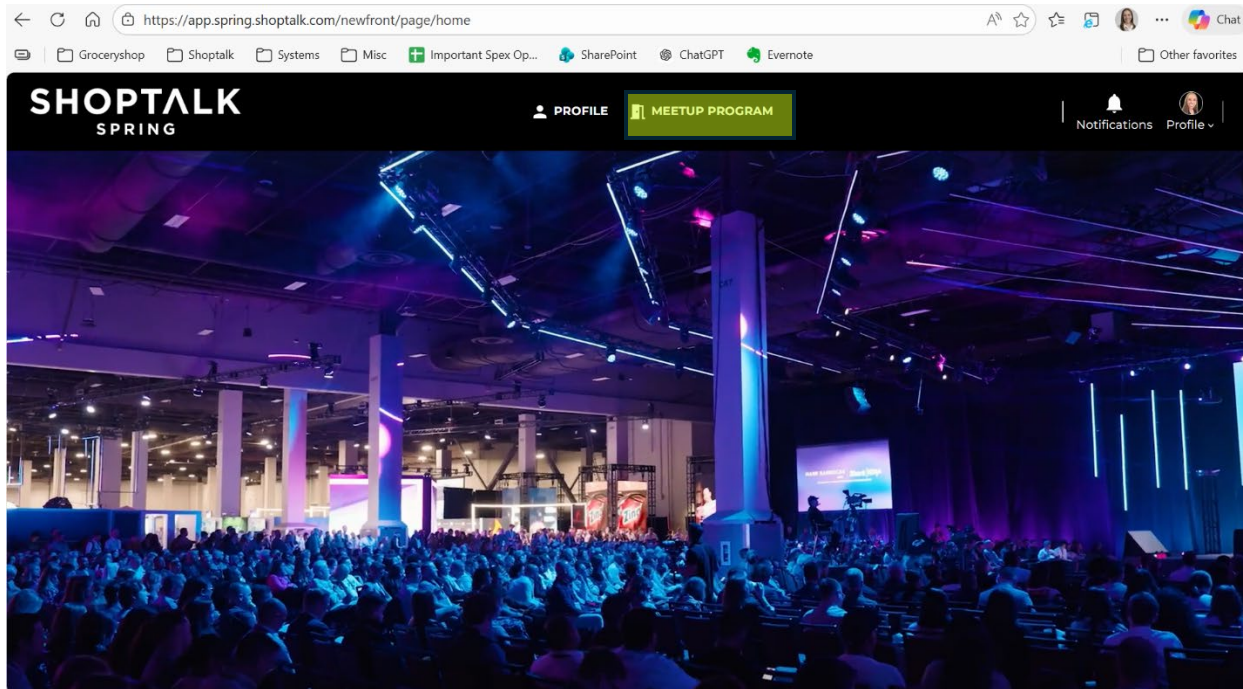 https://app.spring.shoptalk.com/newfront/page/home
Chat
Groceryshop Shoptalk Systems Misc Important Spex Op... SharePoint ChatGPT Evernote Other favorites
SHOPTALK
SPRING
PROFILE MEETUP PROGRAM
Notifications Profile